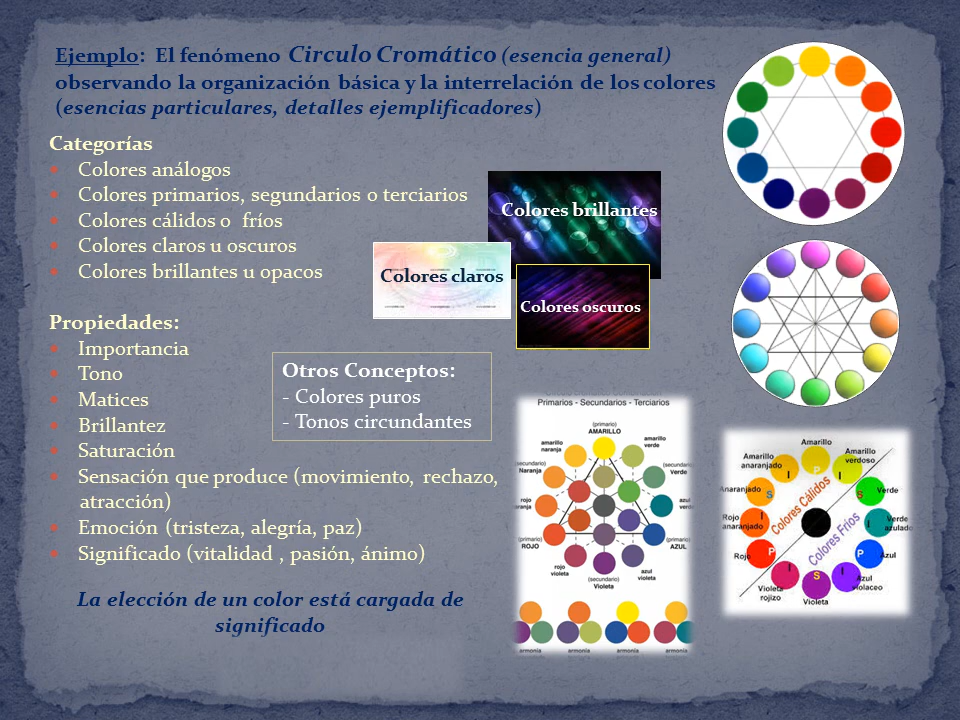 Ejemplo: El fenómeno Circulo Cromático (esencia general)
observando la organización básica y la interrelación de los colores
(esencias particulares, detalles ejemplificadores)
Categorías
Colores análogos
Colores primarios, segundarios o terciarios
Colores cálidos o fríos
Colores claros u oscuros
Colores brillantes u opacos
Propiedades:
Importancia
Tono
Matices
Brillantez
Saturación
Sensación que produce (movimiento, rechazo,
atracción)
Emoción (tristeza, alegría, paz)
Significado (vitalidad , pasión, ánimo)
La elección de un color está cargada de
significado
Colores brillantes
Colores claros
Colores oscuros
Otros Conceptos:
- Colores puros
- Tonos circundantes
Primarios - Secundarios - Terciarios
(primario)
AMARILLO
amarillo
naranja
amarillo
verde
(secundario)
Naranja
(secundario)
Verde
rojo
naranja
azul
verde
(primario)
ROJO
(primario)
AZUL
rojo
violeta
azul
violeta
(secundario)
Violeta
armonía
armonía
armonía
Amarillo
Amarillo
anaranjado
Amarillo
verdoso
Anaranjado
Verde
Rojo
anaranjado
Verde
azulado
Rojo
Azul
Violeta
rojizo
Azul
violaceo
Violeta
Colores Cálidos
Colores Fríos
P
I
S
I
P
I
S
I
P
I
S
I